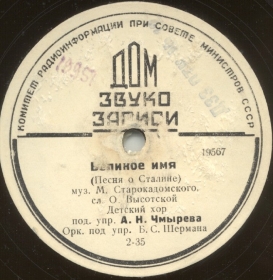 КОМИТЕТ РАДИОИНФОРМАЦИИ ПРИ СОВЕТЕ МИНИСТРОВ СССР
ДОМ
ЗВУКО
ЗАПИСИ
Великое имя
19567
(Песня о Сталине)
муз. М. Старокадомского.
сл. О. Высотской
Детский хор
под. упр. А. Н. Чмырева
Орк. под упр. Б. С. Шермана
2-35